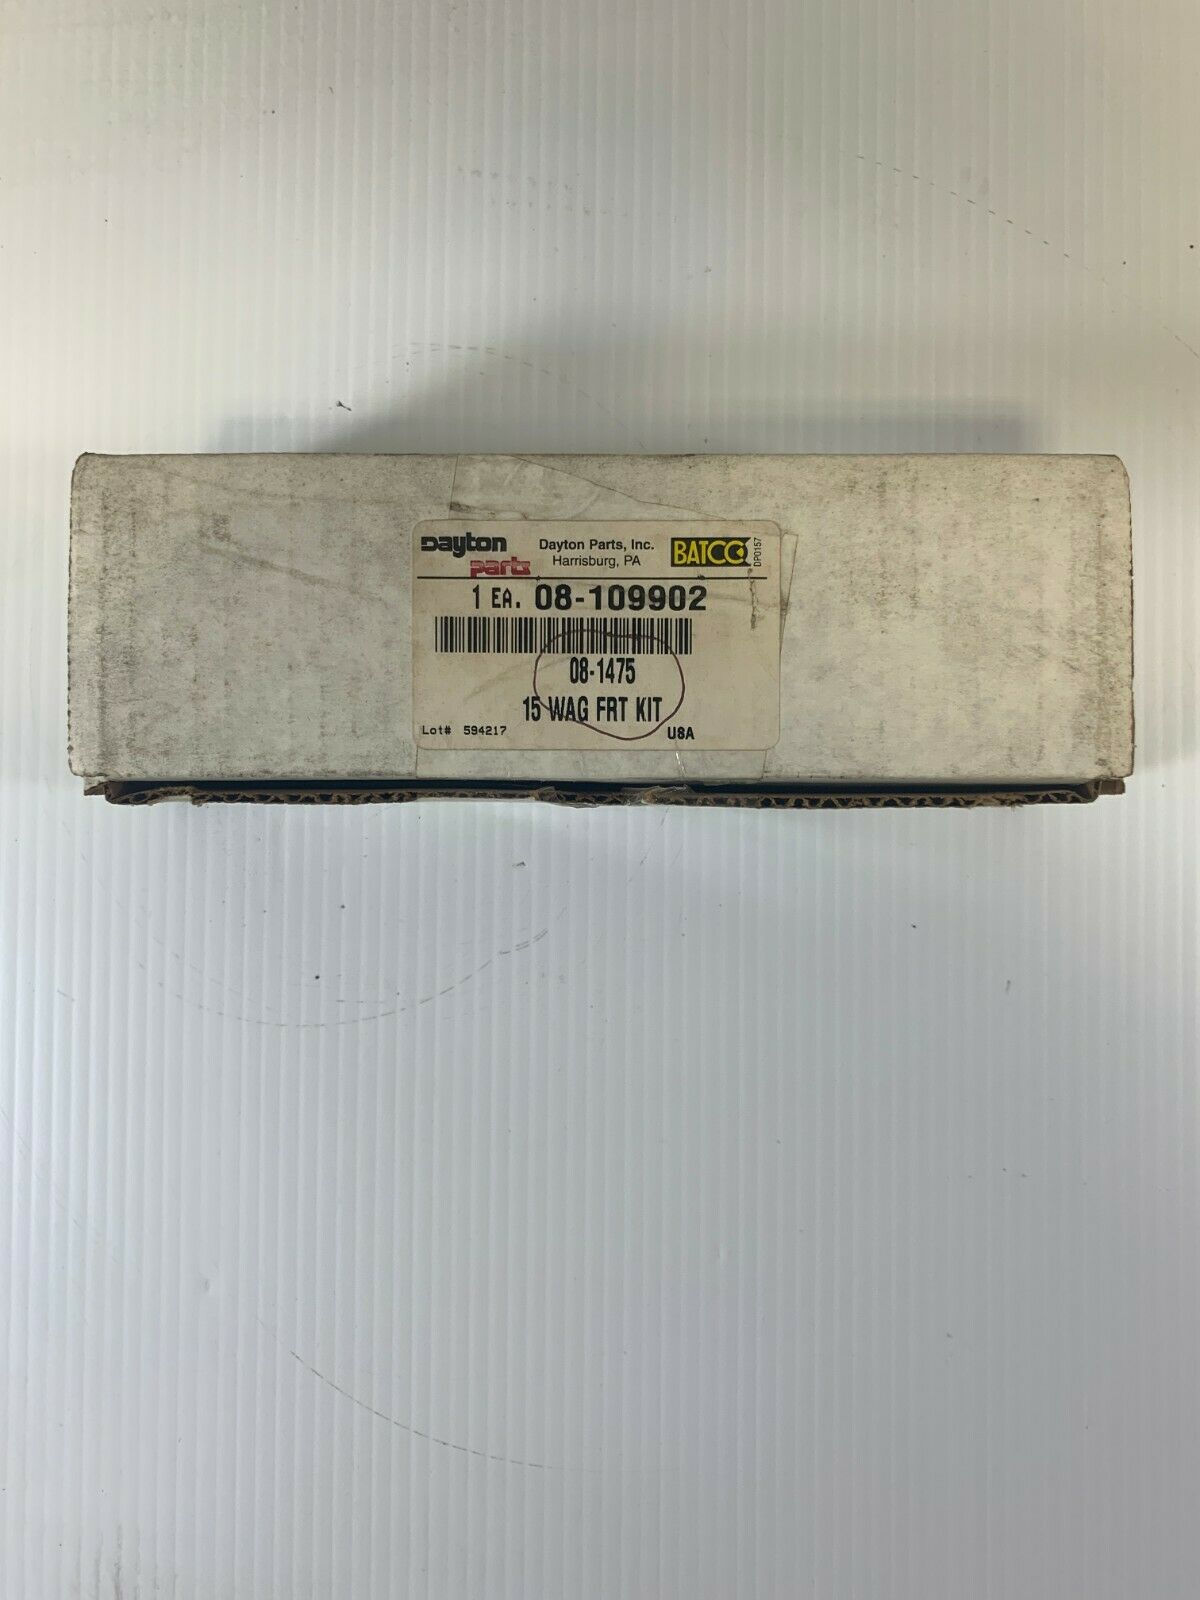 Dayton parts
Dayton Parts, Inc.
Harrisburg, PA
BATCO
DP0157
1 EA. 08-109902
08-1475
15 WAG FRT KIT
Lot# 594217
USA